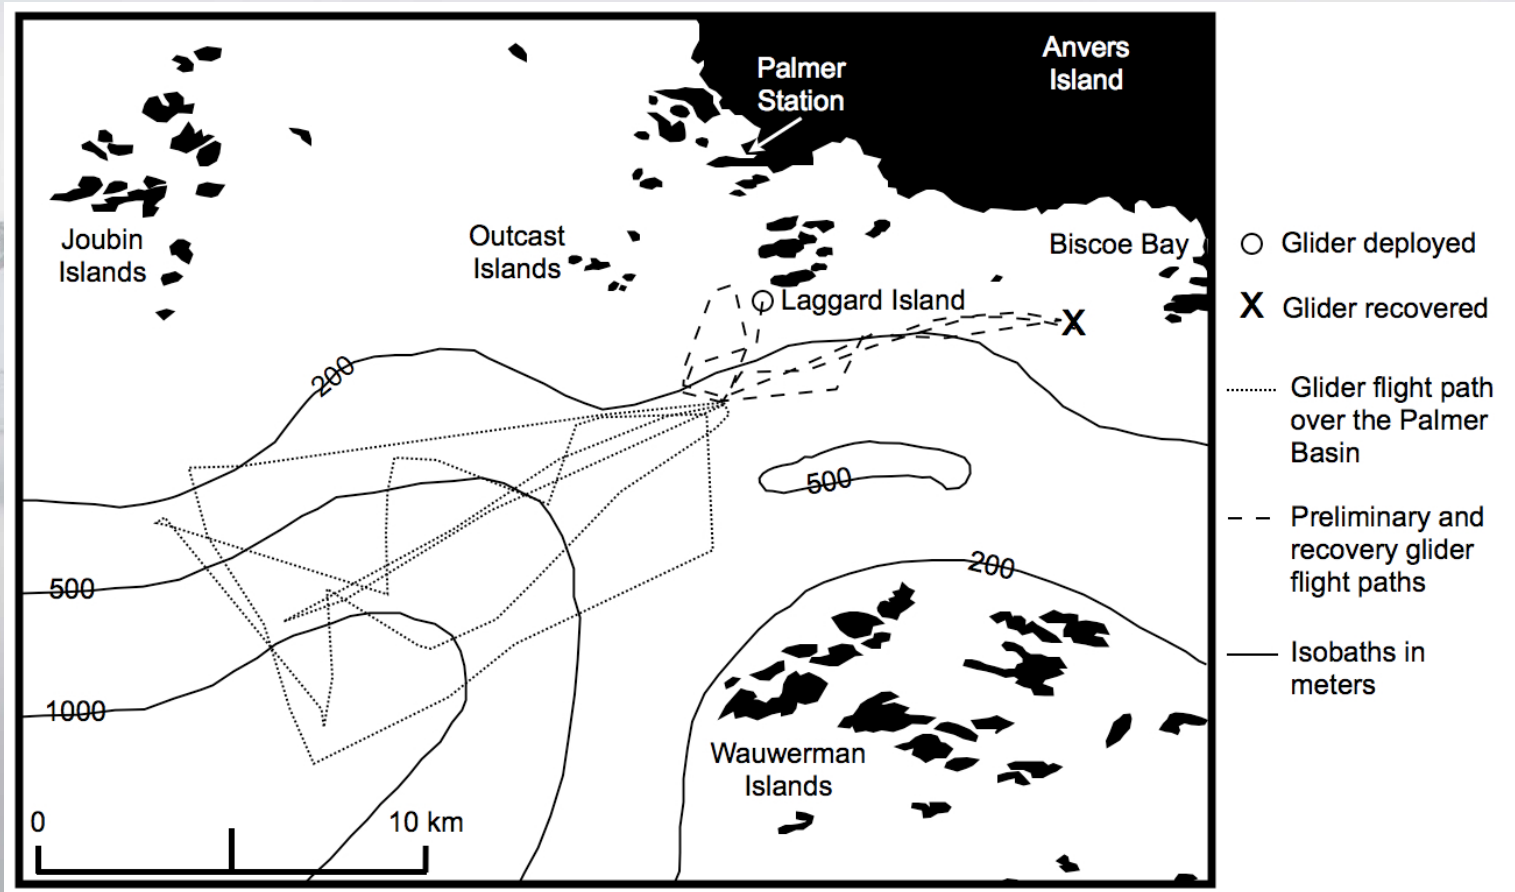 Anvers
Island
Palmer
Station
Joubin
Islands
Outcast
Islands
Biscoe Bay
Laggard Island
200
500
500
200
1000
Wauwerman
Islands
0
10 km
Glider deployed
X
X Glider recovered
Glider flight path
over the Palmer
Basin
Preliminary and
recovery glider
flight paths
Isobaths in
meters